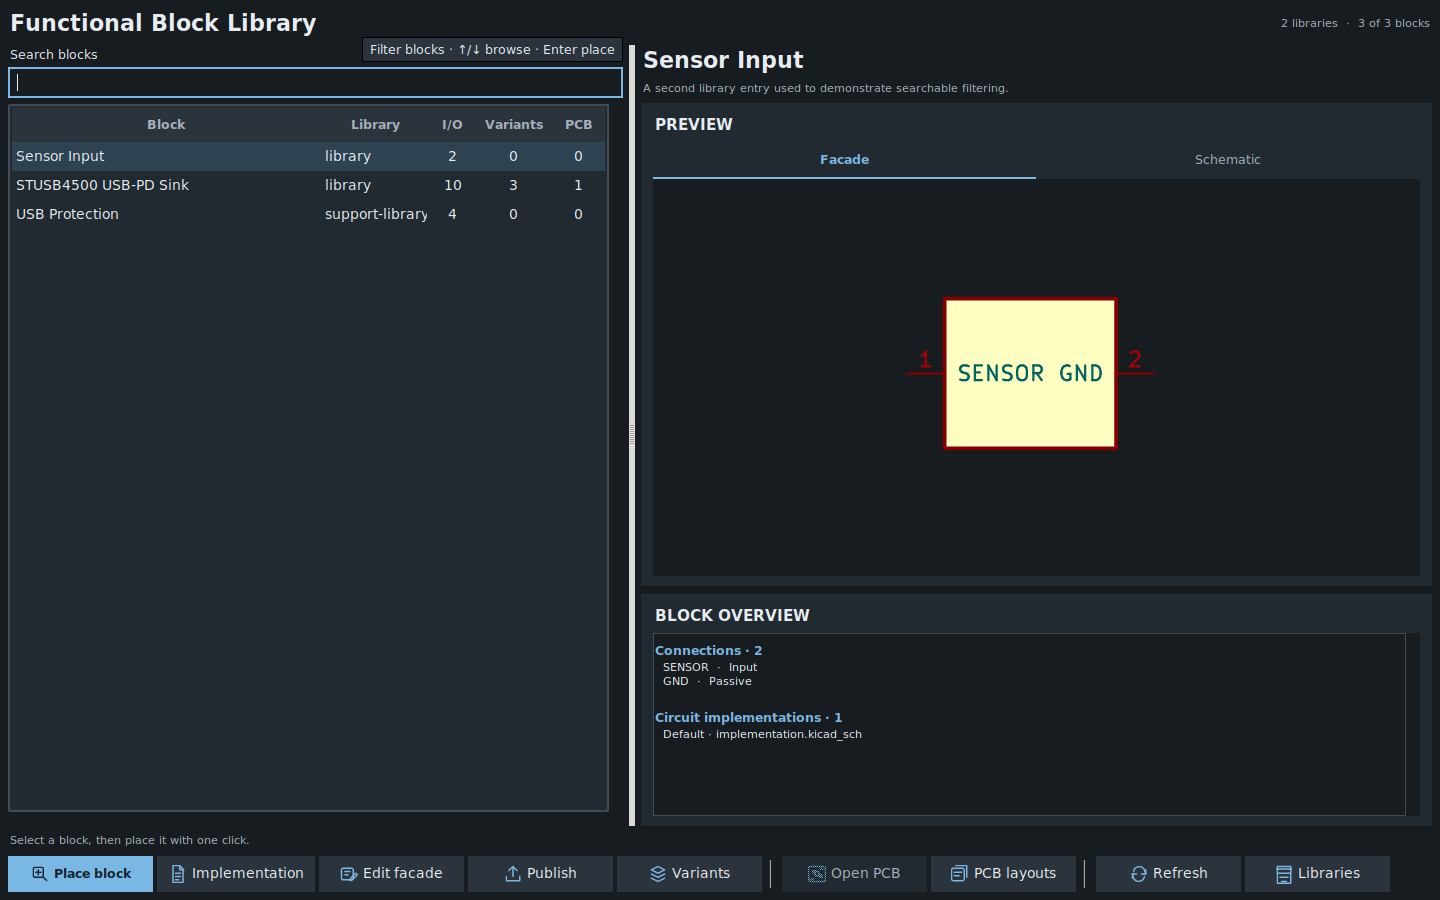 Functional Block Library
2 libraries · 3 of 3 blocks
Search blocks
Filter blocks · ↑/↓ browse · Enter place
Block Library I/O Variants PCB
Sensor Input library 2 0 0
STUSB4500 USB-PD Sink library 10 3 1
USB Protection support-library 4 0 0
Sensor Input
A second library entry used to demonstrate searchable filtering.
PREVIEW
Facade Schematic
1 SENSOR GND 2
BLOCK OVERVIEW
Connections · 2
SENSOR · Input
GND · Passive
Circuit implementations · 1
Default · implementation.kicad_sch
Select a block, then place it with one click.
Place block Implementation Edit facade Publish Variants Open PCB PCB layouts Refresh Libraries